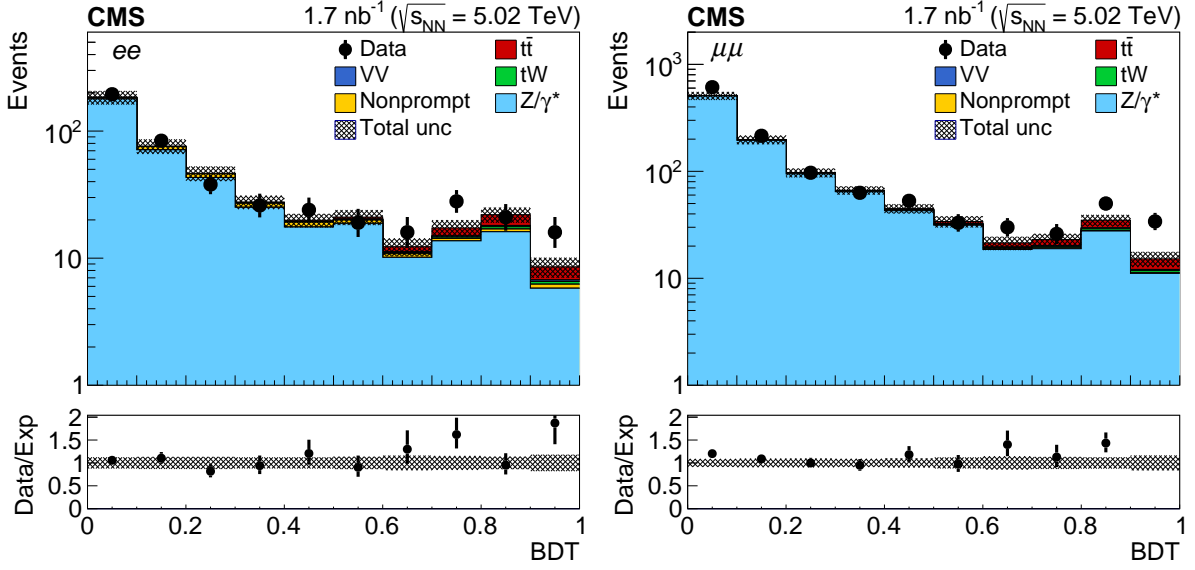 CMS 1.7 nb⁻¹ (√s_NN = 5.02 TeV)
ee
Data
tt̄
VV
tW
Nonprompt
Z/γ*
Total unc
Events
10²
10
1
Data/Exp
2
1.5
1
0.5
0
0 0.2 0.4 0.6 0.8 1
BDT
CMS 1.7 nb⁻¹ (√s_NN = 5.02 TeV)
μμ
Data
tt̄
VV
tW
Nonprompt
Z/γ*
Total unc
Events
10³
10²
10
1
Data/Exp
2
1.5
1
0.5
0
0 0.2 0.4 0.6 0.8 1
BDT